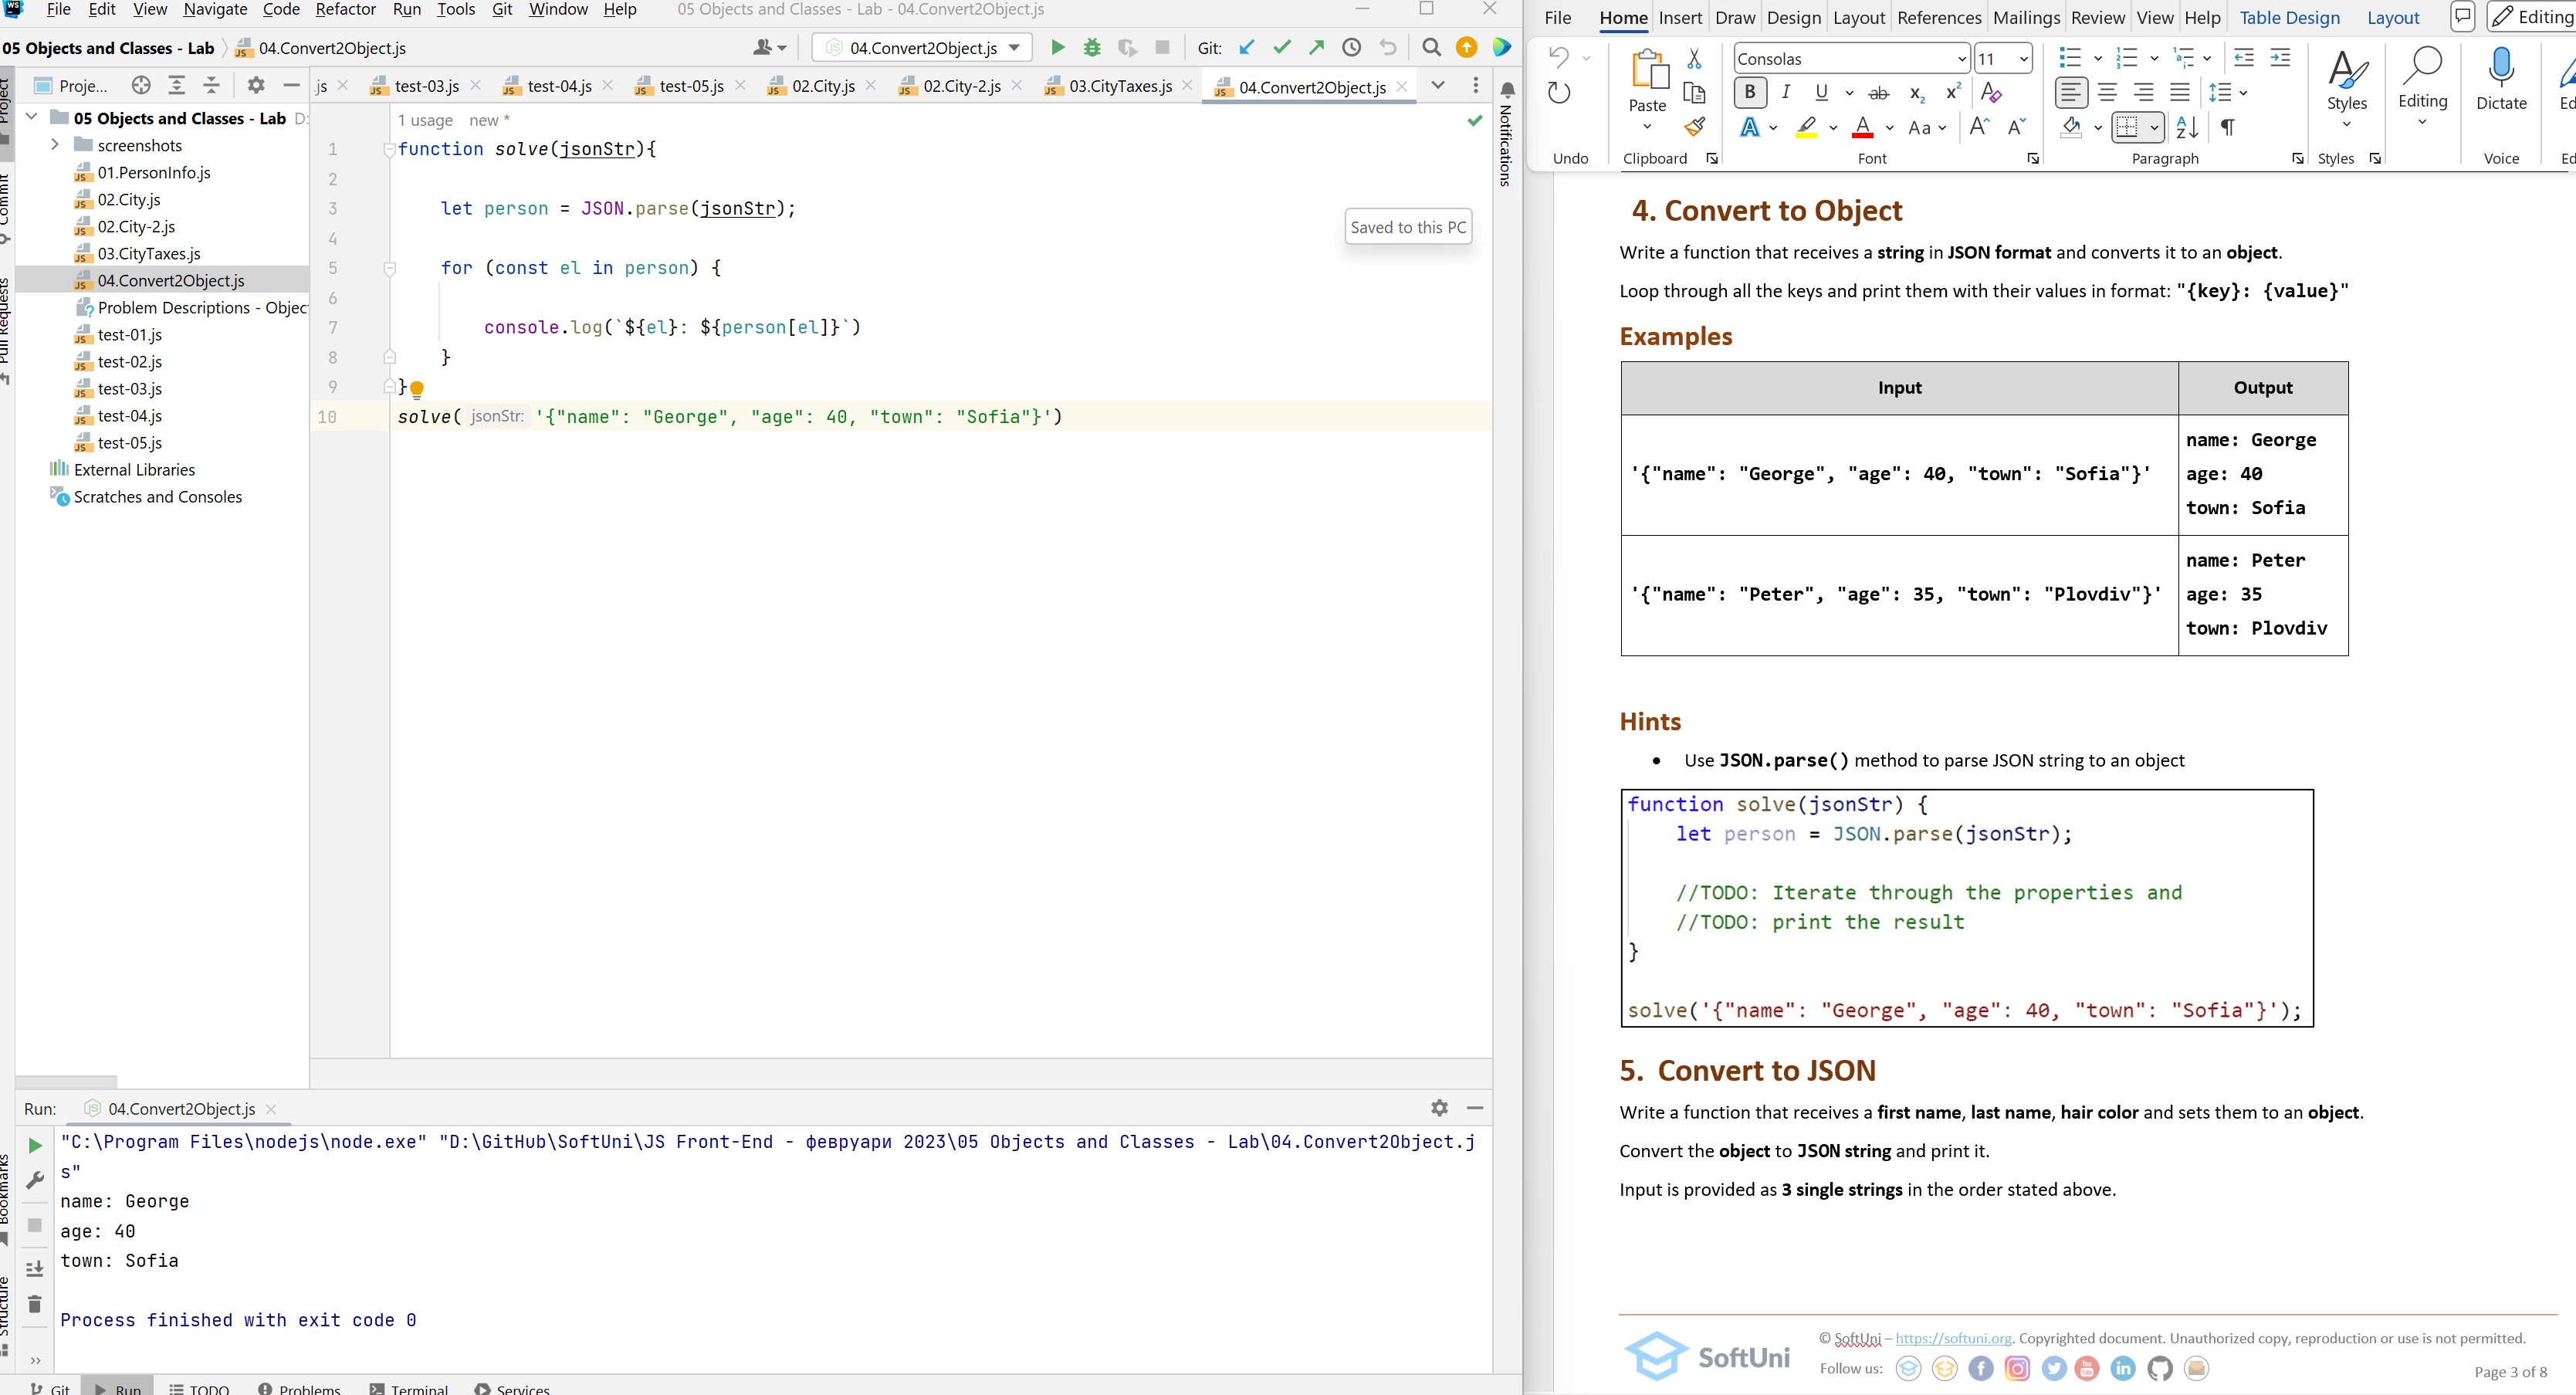 File Edit View Navigate Code Refactor Run Tools Git Window Help 05 Objects and Classes - Lab - 04.Convert2Object.js
05 Objects and Classes - Lab 04.Convert2Object.js
04.Convert2Object.js Git:
Proje...
.js test-03.js test-04.js test-05.js 02.City.js 02.City-2.js 03.CityTaxes.js 04.Convert2Object.js
Project
Commit
Pull Requests
Bookmarks
Structure
Notifications
05 Objects and Classes - Lab D:
screenshots
01.PersonInfo.js
02.City.js
02.City-2.js
03.CityTaxes.js
04.Convert2Object.js
Problem Descriptions - Objec
test-01.js
test-02.js
test-03.js
test-04.js
test-05.js
External Libraries
Scratches and Consoles
1 usage new *
1 function solve(jsonStr){
2
3 let person = JSON.parse(jsonStr);
4
5 for (const el in person) {
6
7 console.log(`${el}: ${person[el]}`)
8 }
9 }
10 solve( jsonStr: '{"name": "George", "age": 40, "town": "Sofia"}')
Saved to this PC
Run: 04.Convert2Object.js
"C:\Program Files\nodejs\node.exe" "D:\GitHub\SoftUni\JS Front-End - февруари 2023\05 Objects and Classes - Lab\04.Convert2Object.j
s"
name: George
age: 40
town: Sofia
Process finished with exit code 0
Git Run TODO Problems Terminal Services
File Home Insert Draw Design Layout References Mailings Review View Help Table Design Layout Editing
Consolas 11
Paste Styles Editing Dictate Ed
Undo Clipboard Font Paragraph Styles Voice Ed
4. Convert to Object
Write a function that receives a string in JSON format and converts it to an object.
Loop through all the keys and print them with their values in format: "{key}: {value}"
Examples
Input Output
'{"name": "George", "age": 40, "town": "Sofia"}'
name: George
age: 40
town: Sofia
'{"name": "Peter", "age": 35, "town": "Plovdiv"}'
name: Peter
age: 35
town: Plovdiv
Hints
• Use JSON.parse() method to parse JSON string to an object
function solve(jsonStr) {
let person = JSON.parse(jsonStr);
//TODO: Iterate through the properties and
//TODO: print the result
}
solve('{"name": "George", "age": 40, "town": "Sofia"}');
5. Convert to JSON
Write a function that receives a first name, last name, hair color and sets them to an object.
Convert the object to JSON string and print it.
Input is provided as 3 single strings in the order stated above.
SoftUni
© SoftUni – https://softuni.org. Copyrighted document. Unauthorized copy, reproduction or use is not permitted.
Follow us:
Page 3 of 8